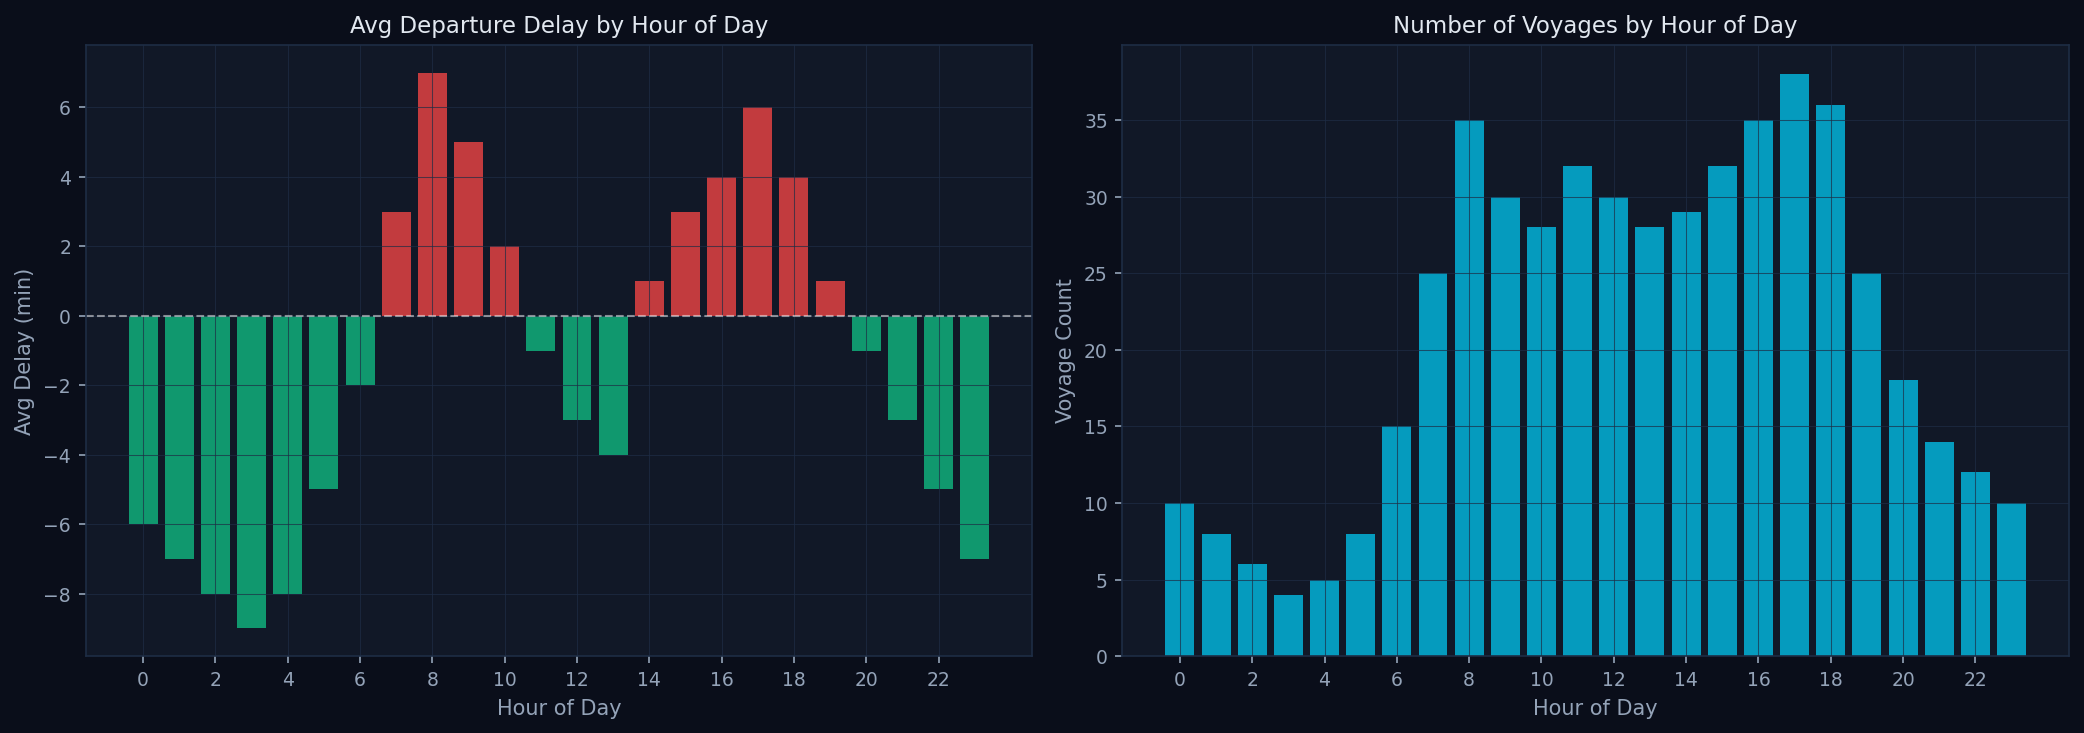 Avg Departure Delay by Hour of Day
Avg Delay (min)
6
4
2
0
−2
−4
−6
−8
0 2 4 6 8 10 12 14 16 18 20 22
Hour of Day
Number of Voyages by Hour of Day
Voyage Count
35
30
25
20
15
10
5
0
0 2 4 6 8 10 12 14 16 18 20 22
Hour of Day